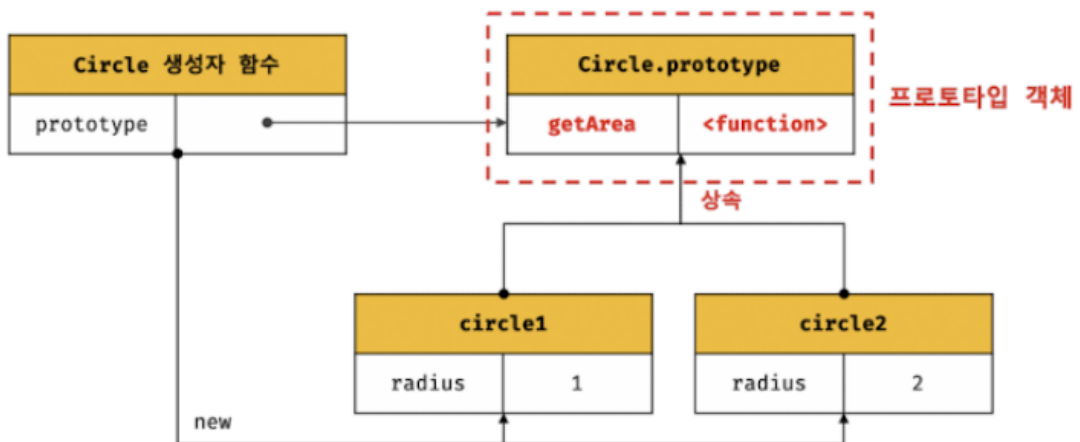 Circle 생성자 함수
prototype
Circle.prototype
getArea
<function>
프로토타입 객체
상속
circle1
radius
1
circle2
radius
2
new